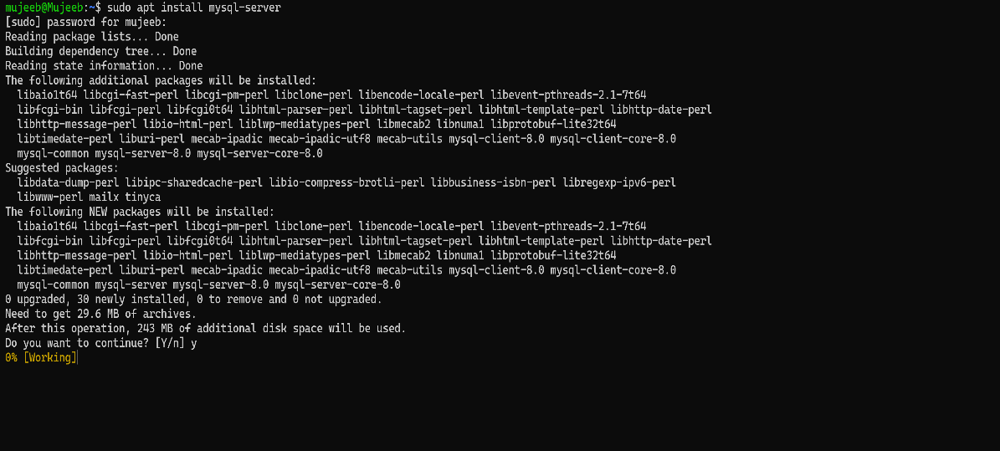 mujeeb@Mujeeb:~$ sudo apt install mysql-server
[sudo] password for mujeeb:
Reading package lists... Done
Building dependency tree... Done
Reading state information... Done
The following additional packages will be installed:
  libaio1t64 libcgi-fast-perl libcgi-pm-perl libclone-perl libencode-locale-perl libevent-pthreads-2.1-7t64
  libfcgi-bin libfcgi-perl libfcgi0t64 libhtml-parser-perl libhtml-tagset-perl libhtml-template-perl libhttp-date-perl
  libhttp-message-perl libio-html-perl liblwp-mediatypes-perl libmecab2 libnuma1 libprotobuf-lite32t64
  libtimedate-perl liburi-perl mecab-ipadic mecab-ipadic-utf8 mecab-utils mysql-client-8.0 mysql-client-core-8.0
  mysql-common mysql-server-8.0 mysql-server-core-8.0
Suggested packages:
  libdata-dump-perl libipc-sharedcache-perl libio-compress-brotli-perl libbusiness-isbn-perl libregexp-ipv6-perl
  libwww-perl mailx tinyca
The following NEW packages will be installed:
  libaio1t64 libcgi-fast-perl libcgi-pm-perl libclone-perl libencode-locale-perl libevent-pthreads-2.1-7t64
  libfcgi-bin libfcgi-perl libfcgi0t64 libhtml-parser-perl libhtml-tagset-perl libhtml-template-perl libhttp-date-perl
  libhttp-message-perl libio-html-perl liblwp-mediatypes-perl libmecab2 libnuma1 libprotobuf-lite32t64
  libtimedate-perl liburi-perl mecab-ipadic mecab-ipadic-utf8 mecab-utils mysql-client-8.0 mysql-client-core-8.0
  mysql-common mysql-server mysql-server-8.0 mysql-server-core-8.0
0 upgraded, 30 newly installed, 0 to remove and 0 not upgraded.
Need to get 29.6 MB of archives.
After this operation, 243 MB of additional disk space will be used.
Do you want to continue? [Y/n] y
0% [Working]